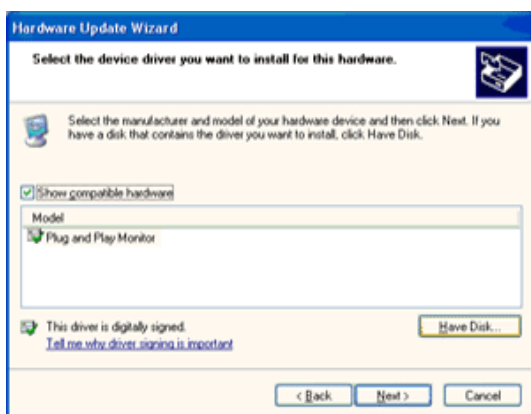 Hardware Update Wizard
Select the device driver you want to install for this hardware.
Select the manufacturer and model of your hardware device and then click Next. If you
have a disk that contains the driver you want to install, click Have Disk.
Show compatible hardware
Model
Plug and Play Monitor
This driver is digitally signed.
Have Disk...
Tell me why driver signing is important
< Back
Next >
Cancel